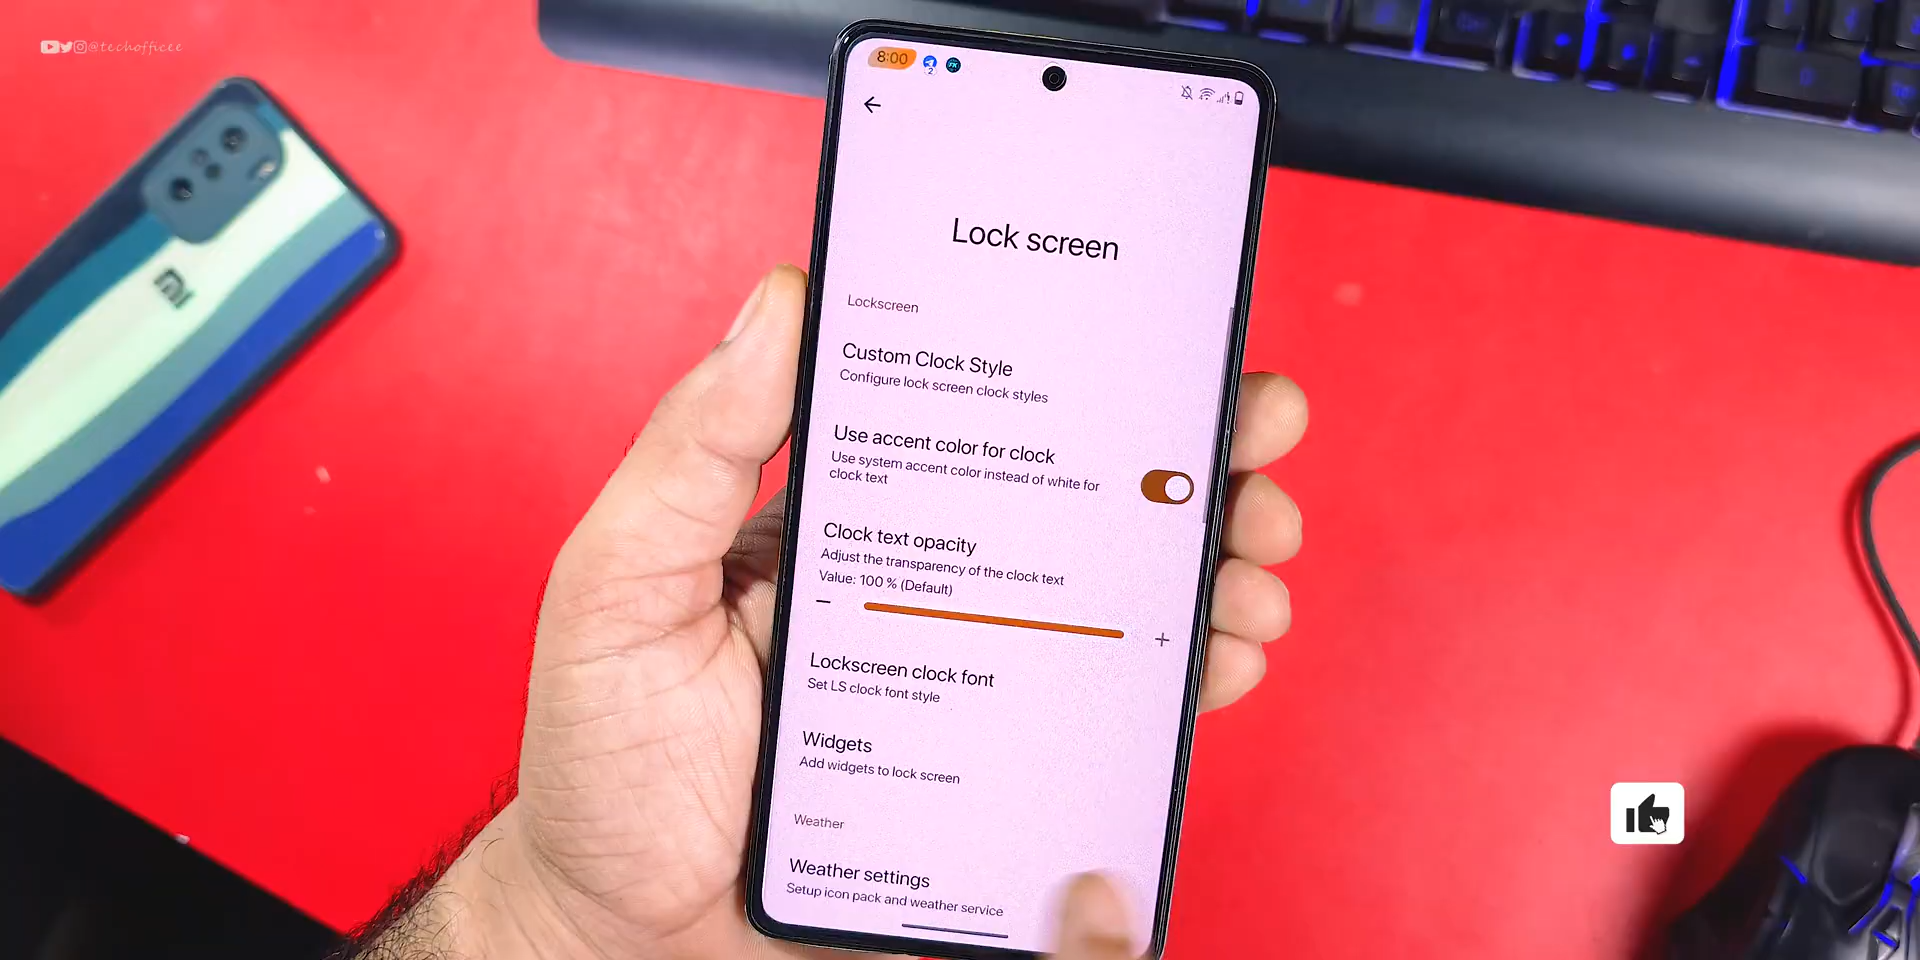 @techofficee
8:00
2
Lock screen
Lockscreen
Custom Clock Style
Configure lock screen clock styles
Use accent color for clock
Use system accent color instead of white for
clock text
Clock text opacity
Adjust the transparency of the clock text
Value: 100 % (Default)
Lockscreen clock font
Set LS clock font style
Widgets
Add widgets to lock screen
Weather
Weather settings
Setup icon pack and weather service
mi